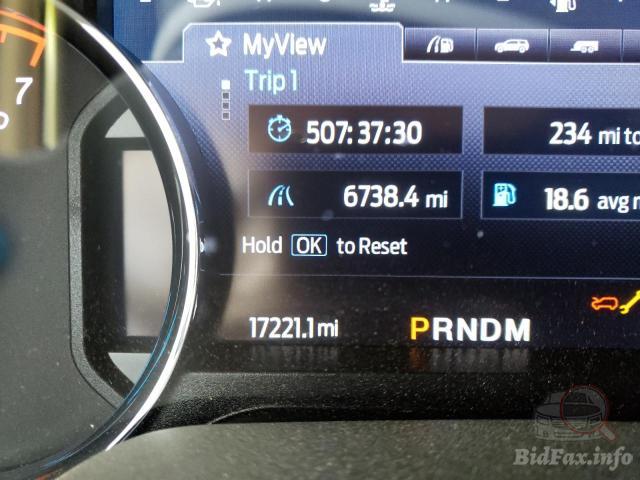 MyView
Trip 1
507:37:30
234 mi to
6738.4 mi
18.6 avg
Hold OK to Reset
17221.1 mi
PRNDM
7
BidFax.info